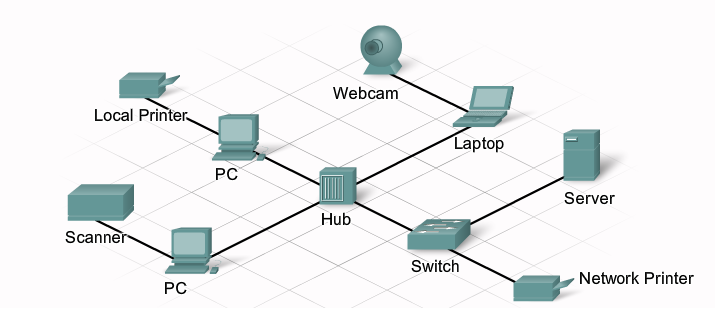 Webcam
Local Printer
Laptop
PC
Server
Hub
Scanner
Switch
Network Printer
PC